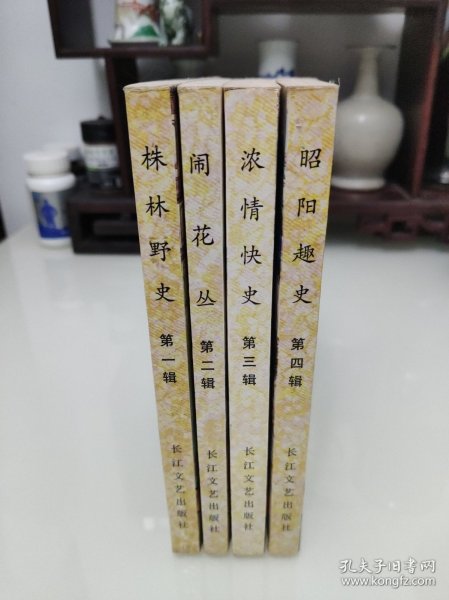 株林野史
第一辑
长江文艺出版社
闹花丛
第二辑
长江文艺出版社
浓情快史
第三辑
长江文艺出版社
昭阳趣史
第四辑
长江文艺出版社
孔夫子旧书网
www.kongfz.com